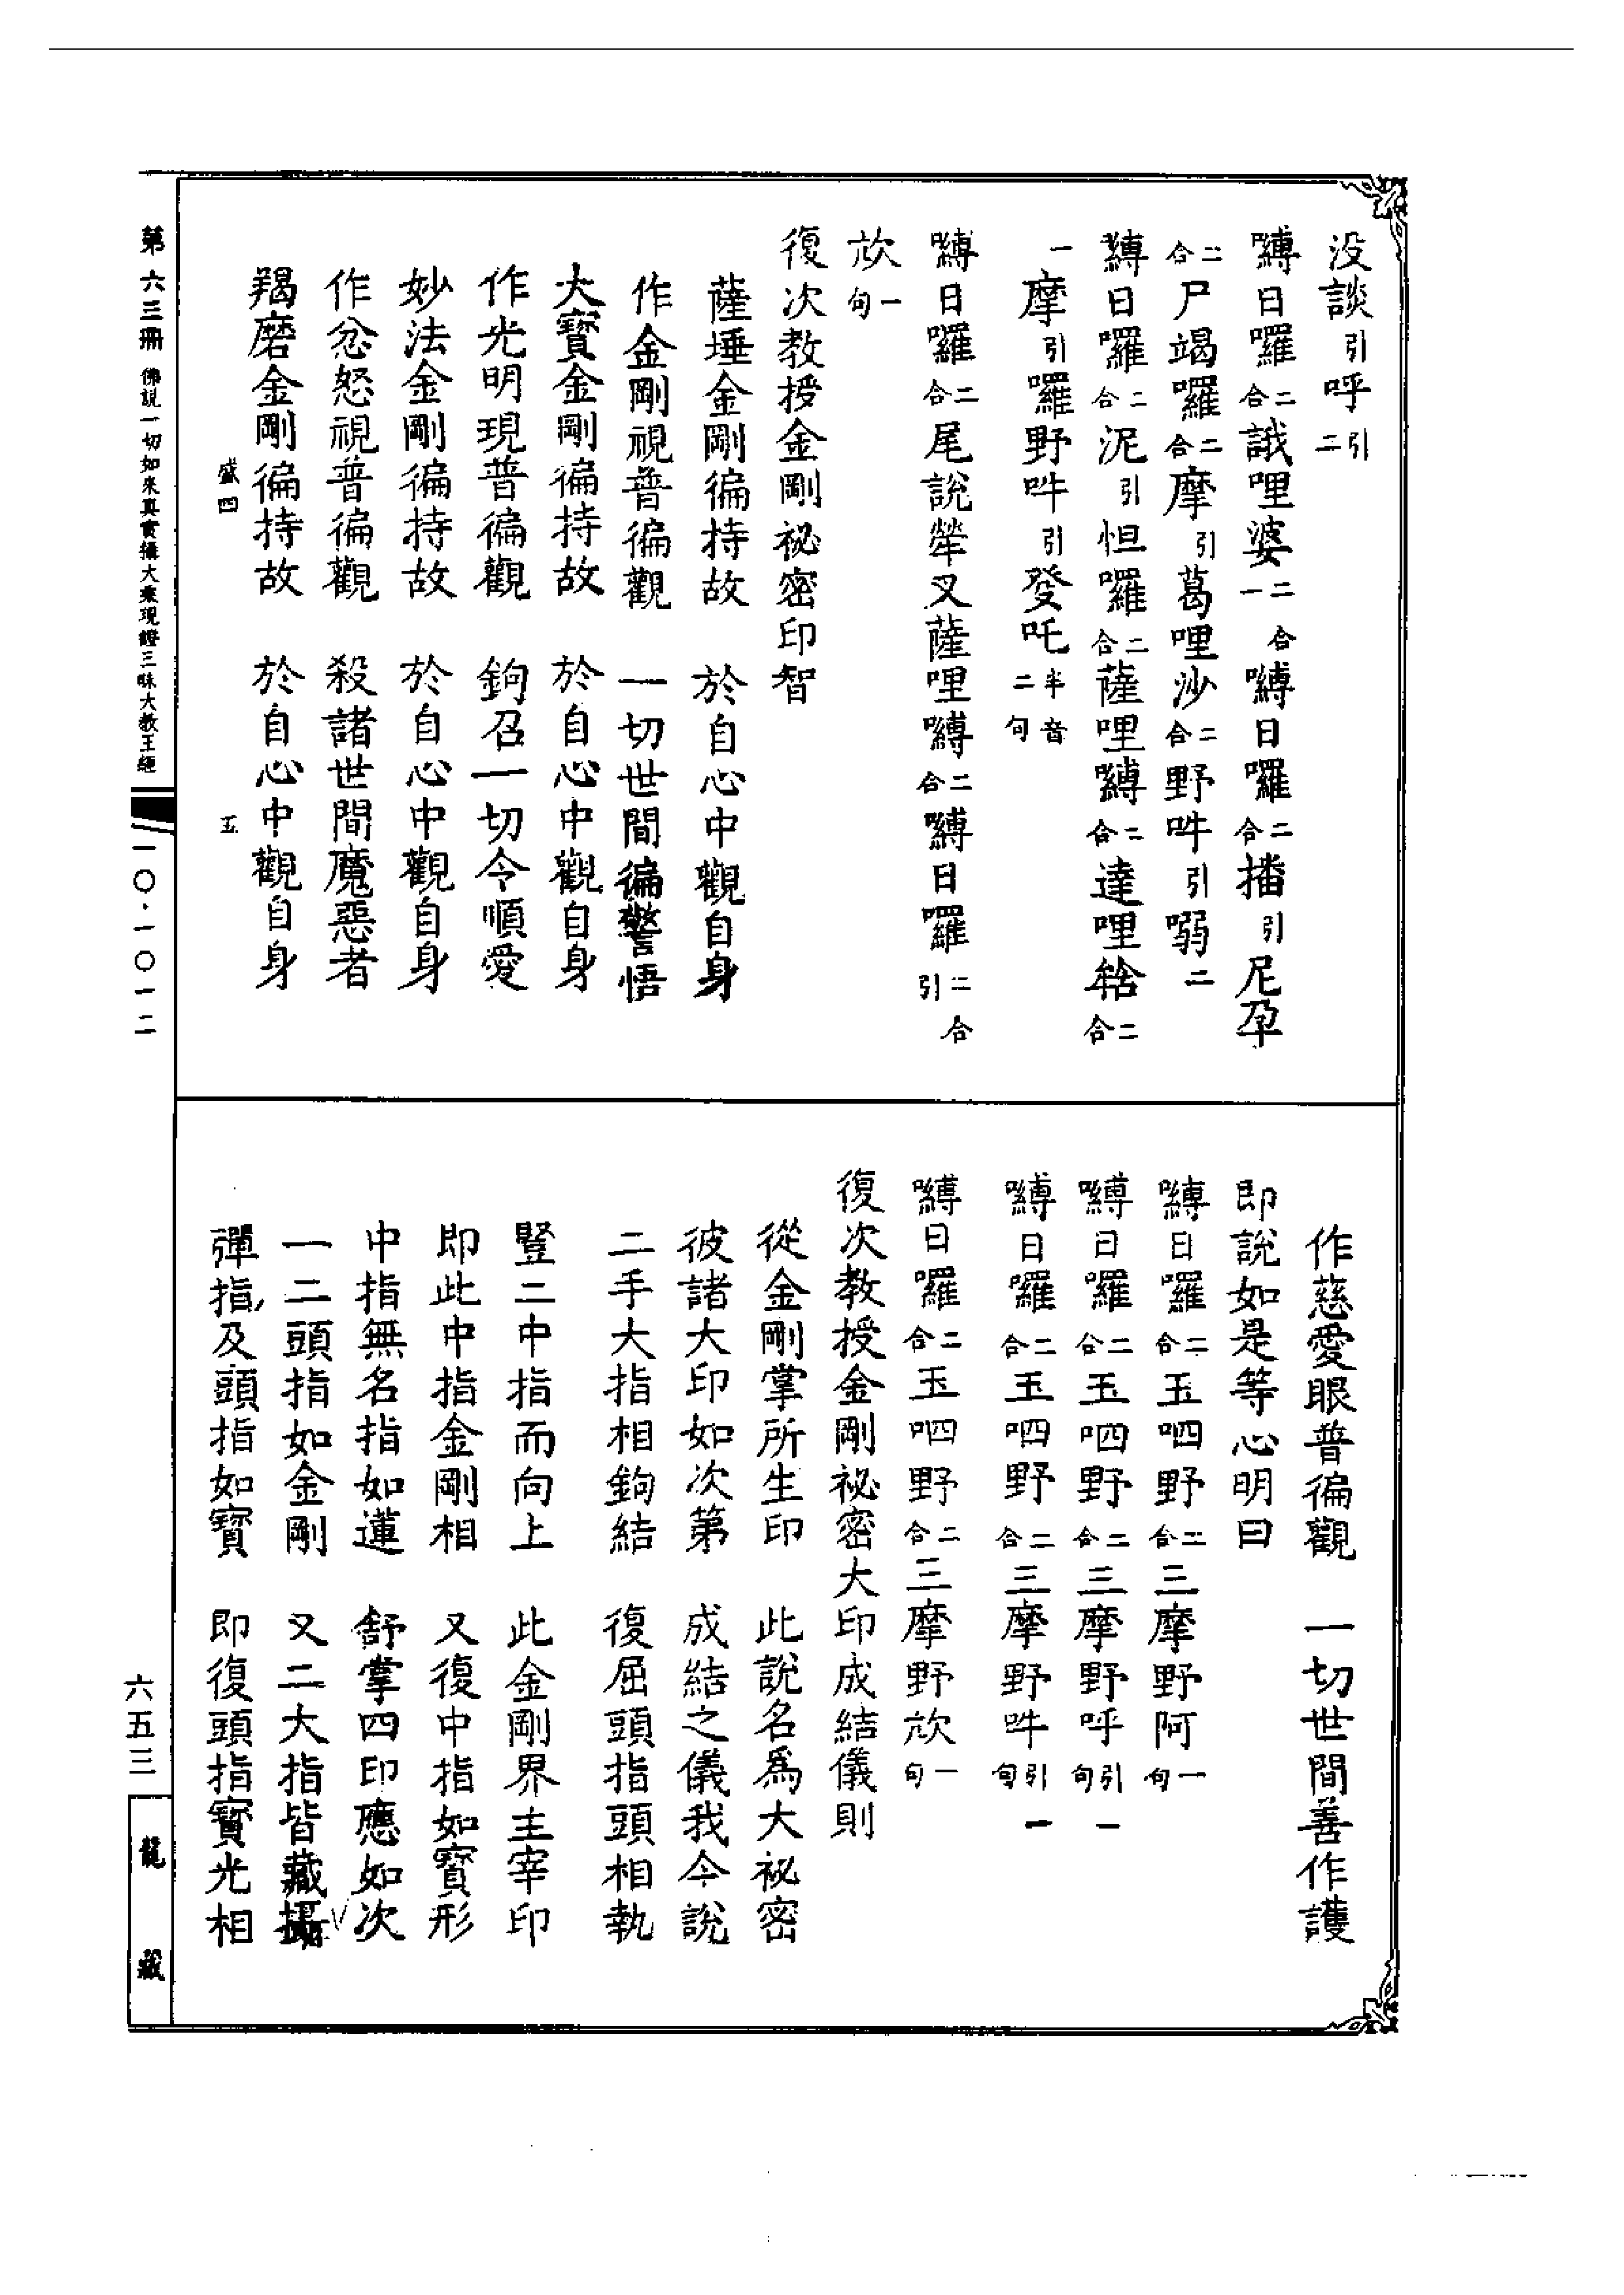 没談引呼引二
嚩日囉二合誐哩婆二合一嚩日囉二合播引尼孕
二合尸竭囉二合摩引葛哩沙二合野吽引嗋二
嚩日囉二合泥引怛囉二合薩哩嚩二合達哩𤚥二合
一摩引囉野吽引發吒半音二句
嚩日囉二合尾說犖叉薩哩嚩二合嚩日囉二合引
㰠一句
復次教授金剛祕密印智
薩埵金剛徧持故 於自心中觀自身
作金剛視普徧觀 一切世間徧警悟
大寶金剛徧持故 於自心中觀自身
作光明現普徧觀 鉤召一切令順愛
妙法金剛徧持故 於自心中觀自身
作忿怒視普徧觀 殺諸世間魔惡者
羯磨金剛徧持故 於自心中觀自身
盛四 五
作慈愛眼普徧觀 一切世間善作護
即說如是等心明曰
嚩日囉二合玉呬野二合三摩野阿一句
嚩日囉二合玉呬野二合三摩野呼引一句
嚩日囉二合玉呬野二合三摩野吽引一句
嚩日囉二合玉呬野二合三摩野㰠一句
復次教授金剛祕密大印成結儀則
從金剛掌所生印 此說名爲大祕密
彼諸大印如次第 成結之儀我今說
二手大指相鉤結 復屈頭指頭相執
豎二中指而向上 此金剛界主宰印
即此中指金剛相 又復中指如寶形
中指無名指如蓮 舒掌四印應如次
一二頭指如金剛 又二大指皆藏攝
彈指及頭指如寶 即復頭指寶光相
第六三冊 佛說一切如來真實攝大乘現證三昧大教王經
一〇·一〇一二
六五三
龍藏